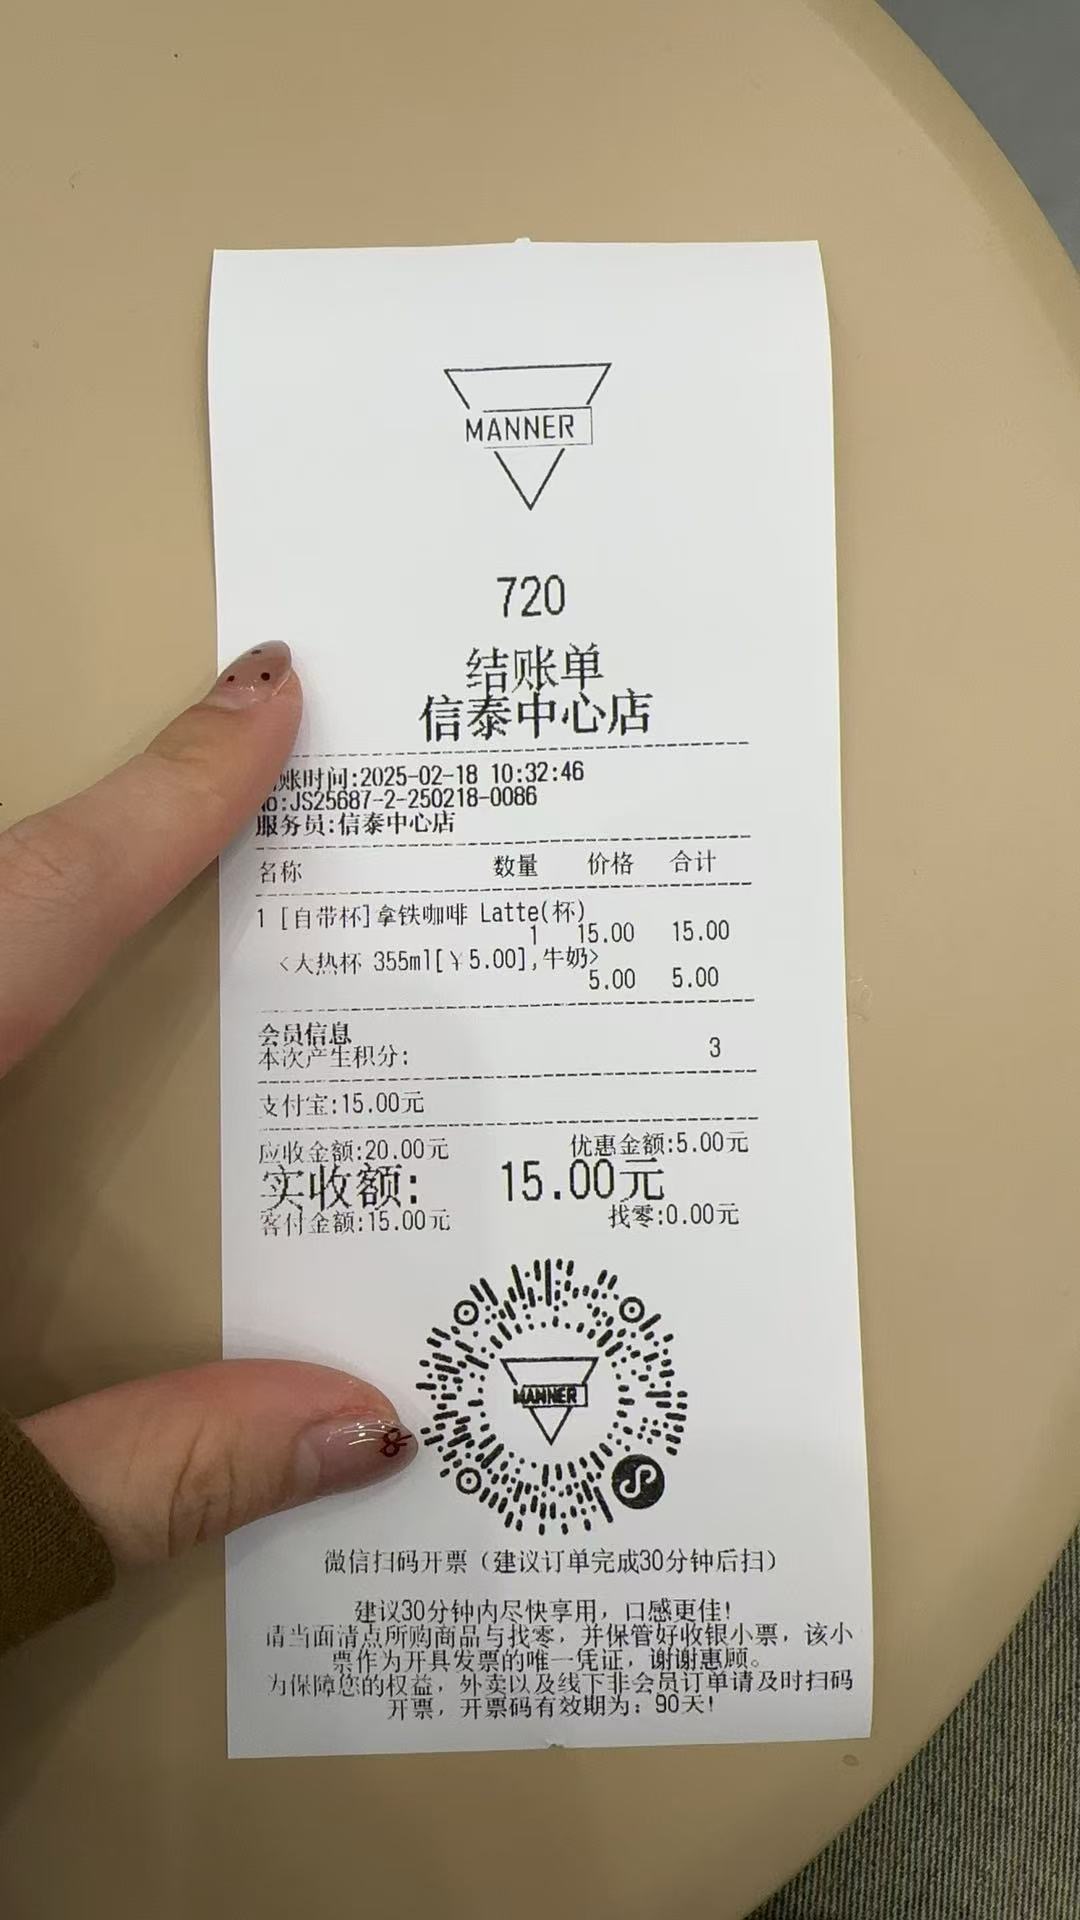 MANNER
720
结账单
信泰中心店
账时间:2025-02-18 10:32:46
No:JS25687-2-250218-0086
服务员:信泰中心店
名称 数量 价格 合计
1 [自带杯]拿铁咖啡 Latte(杯)
1 15.00 15.00
<大热杯 355ml[￥5.00],牛奶>
5.00 5.00
会员信息
本次产生积分: 3
支付宝:15.00元
应收金额:20.00元 优惠金额:5.00元
实收额: 15.00元
客付金额:15.00元 找零:0.00元
MANNER
微信扫码开票（建议订单完成30分钟后扫）
建议30分钟内尽快享用，口感更佳!
请当面清点所购商品与找零，并保管好收银小票，该小
票作为开具发票的唯一凭证，谢谢惠顾。
为保障您的权益，外卖以及线下非会员订单请及时扫码
开票，开票码有效期为：90天!